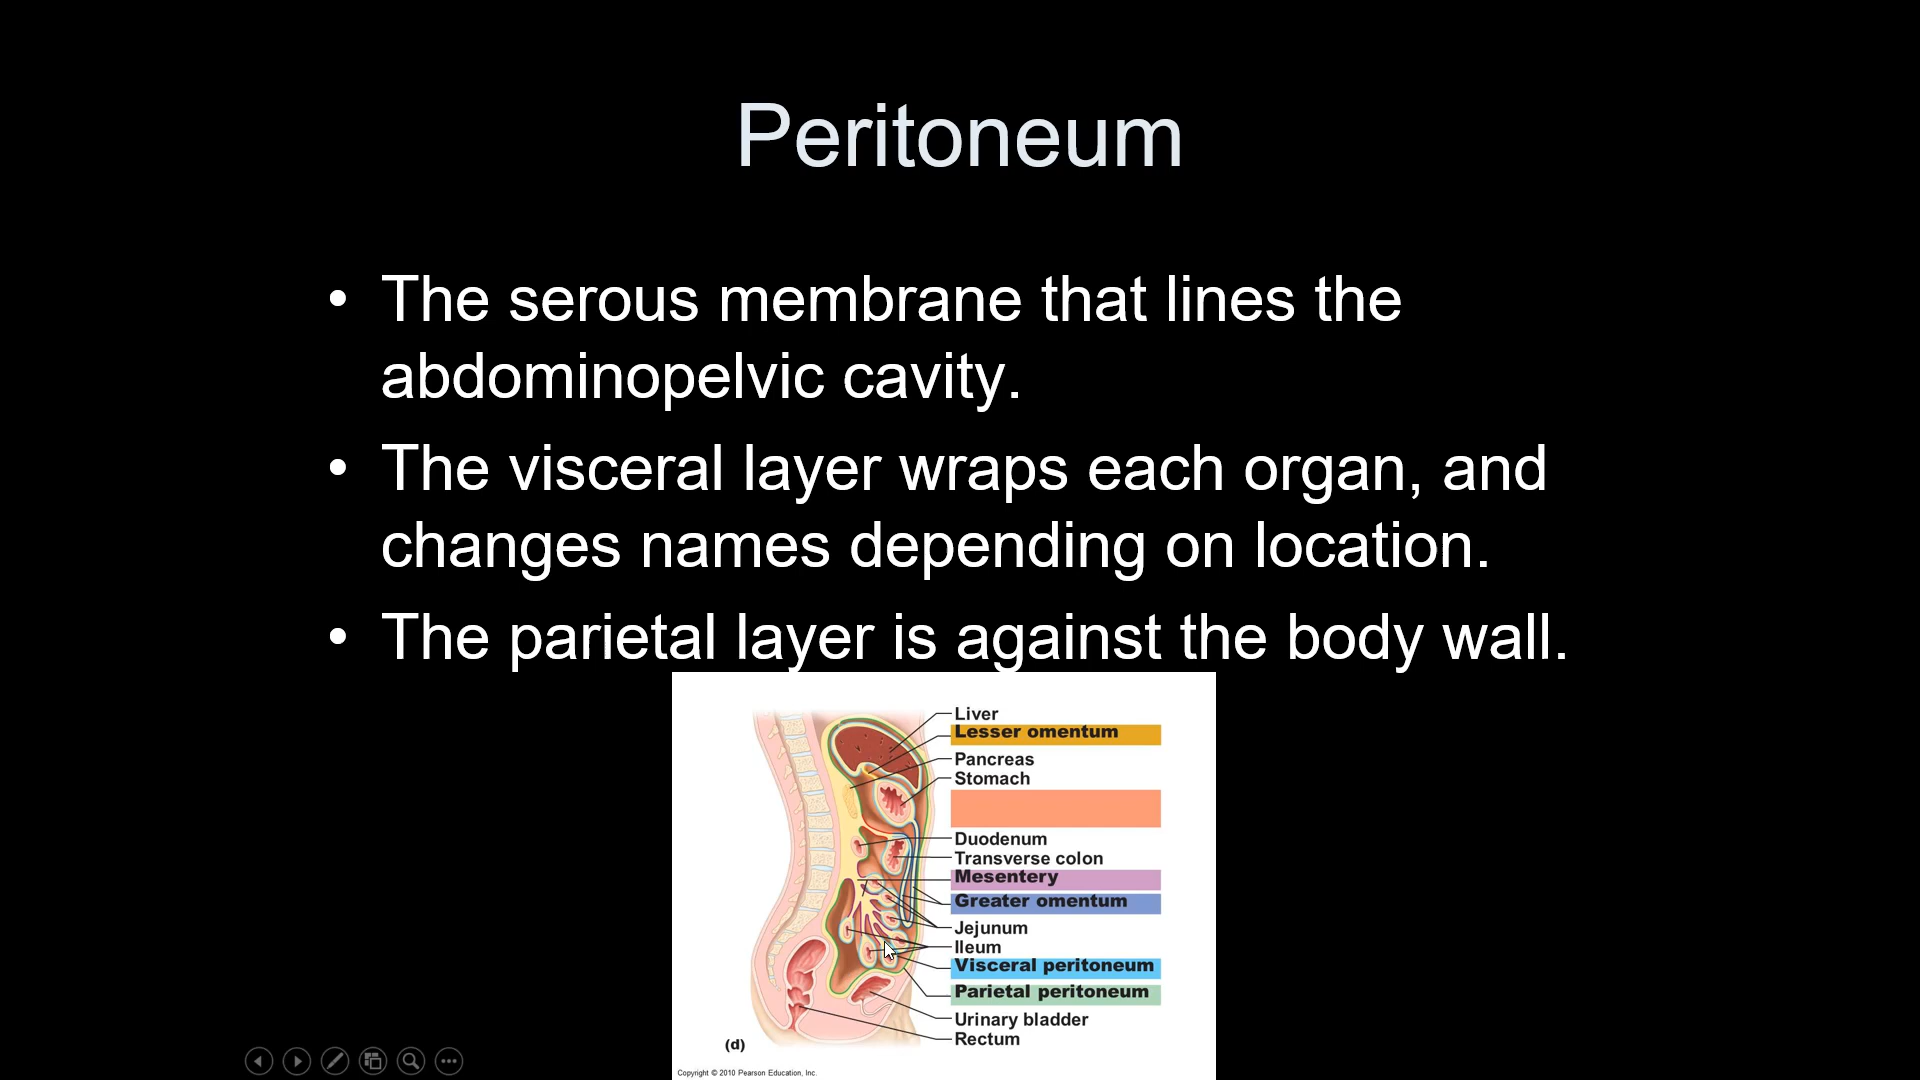 Peritoneum
• The serous membrane that lines the
abdominopelvic cavity.
• The visceral layer wraps each organ, and
changes names depending on location.
• The parietal layer is against the body wall.
Liver
Lesser omentum
Pancreas
Stomach
Duodenum
Transverse colon
Mesentery
Greater omentum
Jejunum
Ileum
Visceral peritoneum
Parietal peritoneum
Urinary bladder
Rectum
(d)
Copyright © 2010 Pearson Education, Inc.